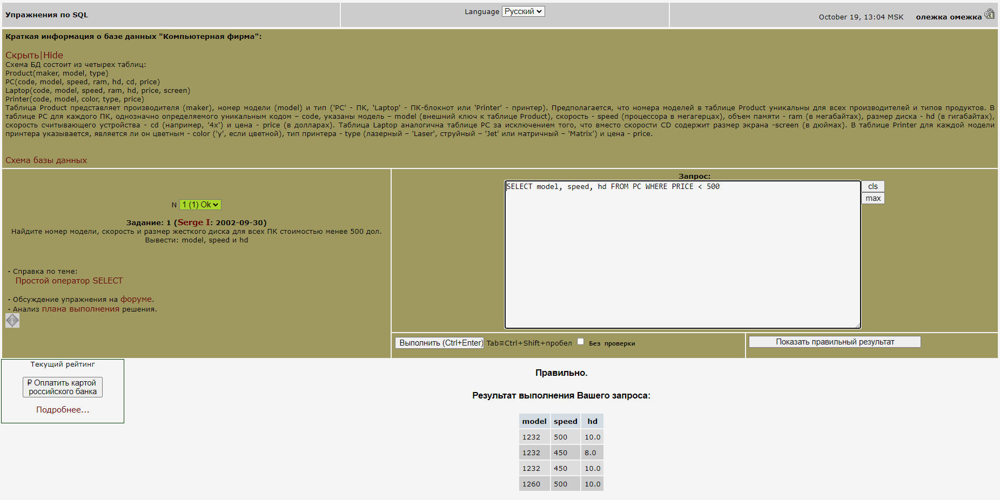 Упражнения по SQL
Language Русский
October 19, 13:04 MSK олежка омежка
Краткая информация о базе данных "Компьютерная фирма":
Скрыть|Hide
Схема БД состоит из четырех таблиц:
Product(maker, model, type)
PC(code, model, speed, ram, hd, cd, price)
Laptop(code, model, speed, ram, hd, price, screen)
Printer(code, model, color, type, price)
Таблица Product представляет производителя (maker), номер модели (model) и тип ('PC' - ПК, 'Laptop' - ПК-блокнот или 'Printer' - принтер). Предполагается, что номера моделей в таблице Product уникальны для всех производителей и типов продуктов. В
таблице PC для каждого ПК, однозначно определяемого уникальным кодом – code, указаны модель – model (внешний ключ к таблице Product), скорость - speed (процессора в мегагерцах), объем памяти - ram (в мегабайтах), размер диска - hd (в гигабайтах),
скорость считывающего устройства - cd (например, '4x') и цена - price (в долларах). Таблица Laptop аналогична таблице PC за исключением того, что вместо скорости CD содержит размер экрана -screen (в дюймах). В таблице Printer для каждой модели
принтера указывается, является ли он цветным - color ('y', если цветной), тип принтера - type (лазерный – 'Laser', струйный – 'Jet' или матричный – 'Matrix') и цена - price.
Схема базы данных
N 1 (1) Ok
Задание: 1 (Serge I: 2002-09-30)
Найдите номер модели, скорость и размер жесткого диска для всех ПК стоимостью менее 500 дол.
Вывести: model, speed и hd
· Справка по теме:
Простой оператор SELECT
· Обсуждение упражнения на форуме.
· Анализ плана выполнения решения.
Запрос:
SELECT model, speed, hd FROM PC WHERE PRICE < 500
cls
max
Выполнить (Ctrl+Enter) Tab≡Ctrl+Shift+пробел Без проверки
Показать правильный результат
Текущий рейтинг
₽ Оплатить картой
российского банка
Подробнее...
Правильно.
Результат выполнения Вашего запроса:
model speed hd
1232 500 10.0
1232 450 8.0
1232 450 10.0
1260 500 10.0